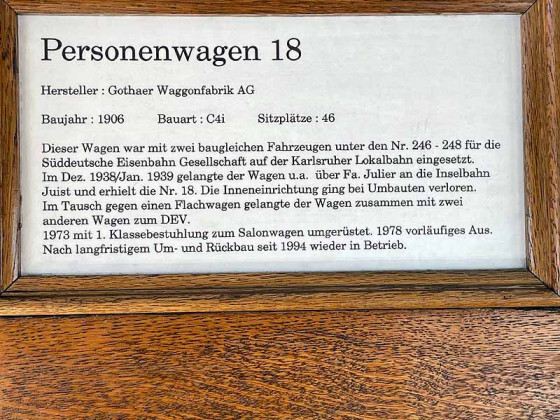 Personenwagen 18
Hersteller : Gothaer Waggonfabrik AG
Baujahr : 1906 Bauart : C4i Sitzplätze : 46
Dieser Wagen war mit zwei baugleichen Fahrzeugen unter den Nr. 246 - 248 für die
Süddeutsche Eisenbahn Gesellschaft auf der Karlsruher Lokalbahn eingesetzt.
Im Dez. 1938/Jan. 1939 gelangte der Wagen u.a. über Fa. Julier an die Inselbahn
Juist und erhielt die Nr. 18. Die Inneneinrichtung ging bei Umbauten verloren.
Im Tausch gegen einen Flachwagen gelangte der Wagen zusammen mit zwei
anderen Wagen zum DEV.
1973 mit 1. Klassebestuhlung zum Salonwagen umgerüstet. 1978 vorläufiges Aus.
Nach langfristigem Um- und Rückbau seit 1994 wieder in Betrieb.